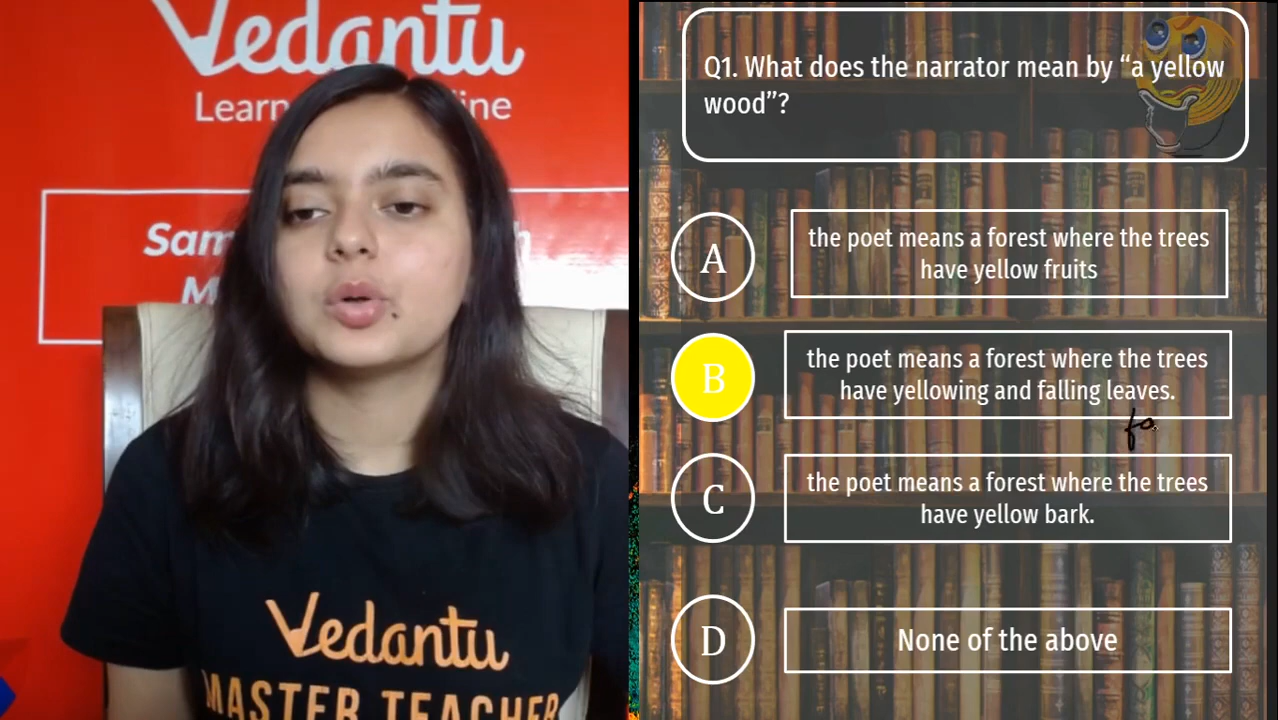 Vedantu
Learn
ine
Sam
h
M
Vedantu
MASTER TEACHER
Q1. What does the narrator mean by “a yellow
wood”?
A
the poet means a forest where the trees
have yellow fruits
B
the poet means a forest where the trees
have yellowing and falling leaves.
fa
C
the poet means a forest where the trees
have yellow bark.
D
None of the above